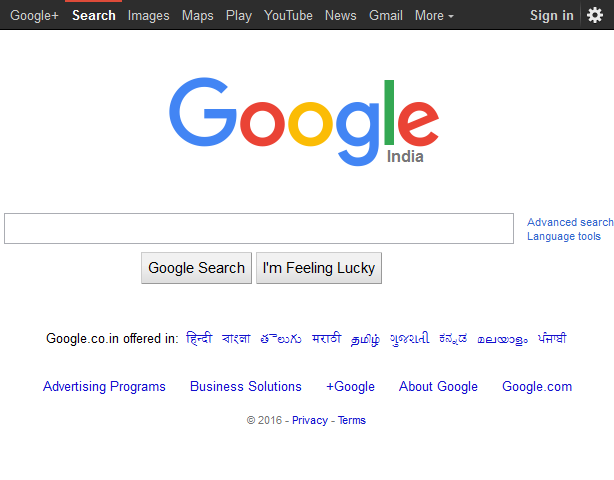 Google+ Search Images Maps Play YouTube News Gmail More Sign in
Google
India
Advanced search
Language tools
Google Search I'm Feeling Lucky
Google.co.in offered in: हिन्दी বাংলা తెలుగు मराठी தமிழ் ગુજરાતી ಕನ್ನಡ മലയാളം ਪੰਜਾਬੀ
Advertising Programs Business Solutions +Google About Google Google.com
© 2016 - Privacy - Terms